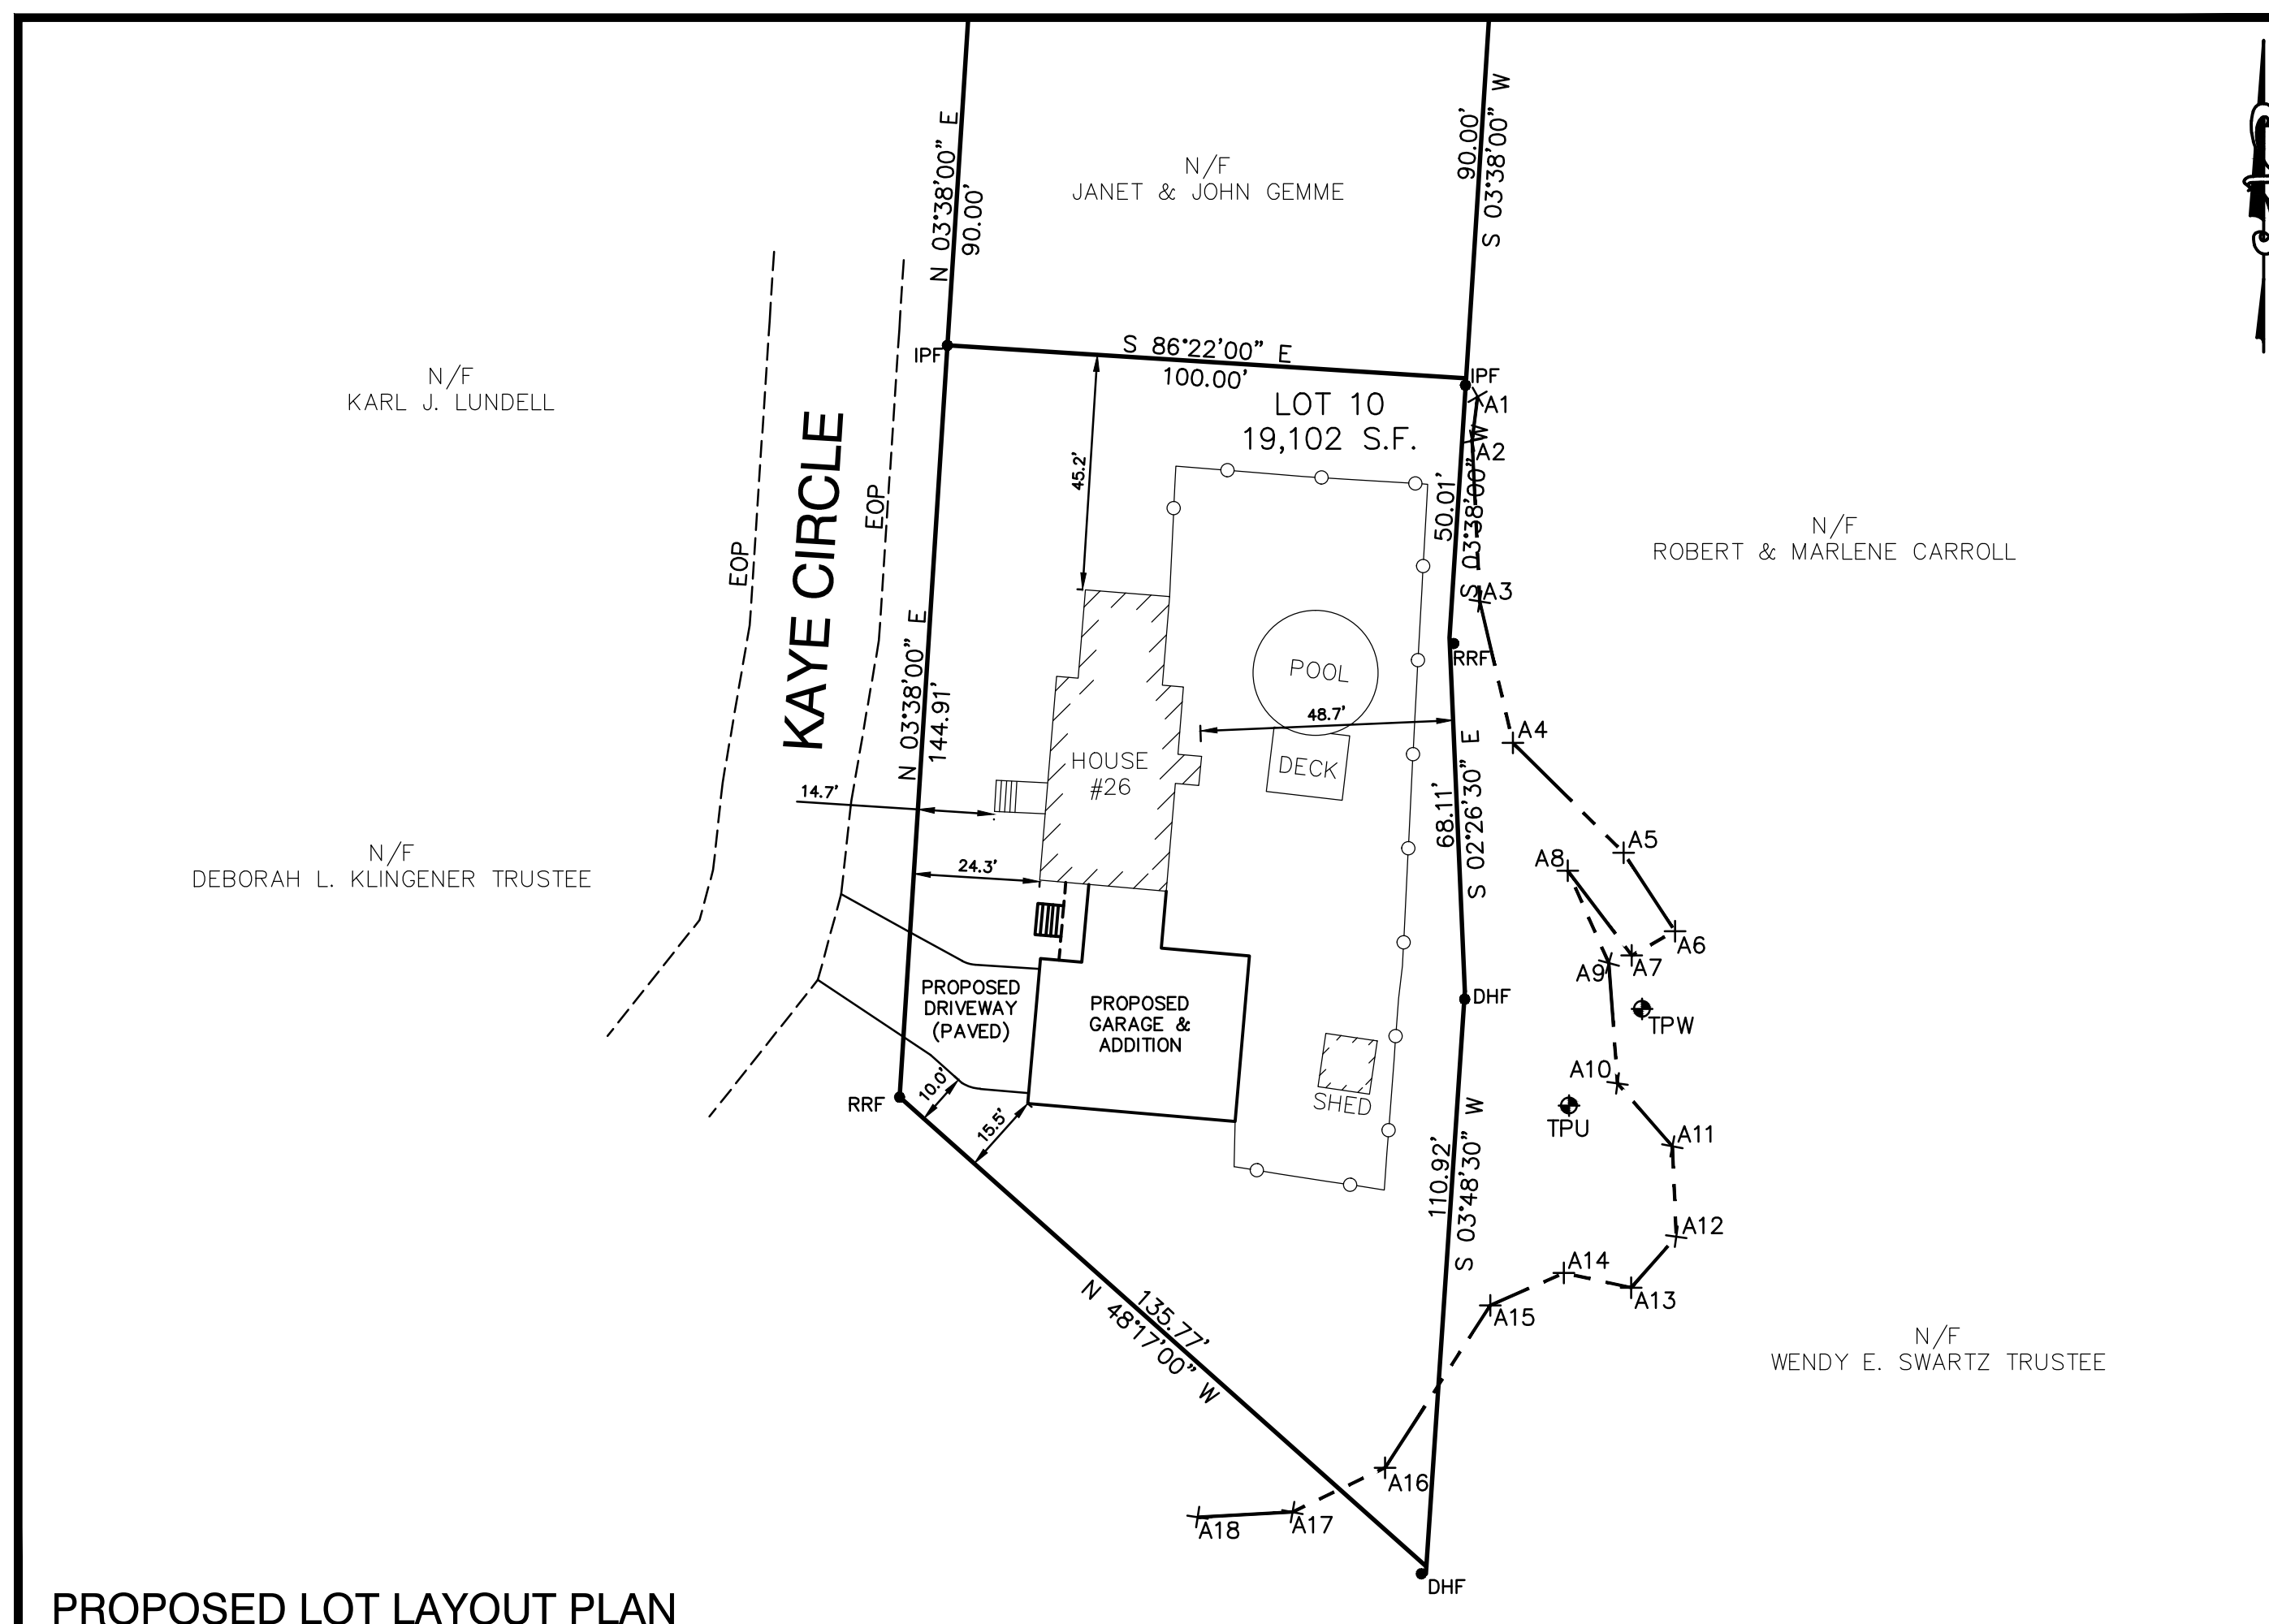 N 03°38'00" E
90.00'
N/F
JANET & JOHN GEMME
90.00'
S 03°38'00" W
N/F
KARL J. LUNDELL
IPF
S 86°22'00" E
100.00'
IPF
LOT 10
19,102 S.F.
A1
A2
KAYE CIRCLE
EOP
EOP
45.2'
50.01'
S 03°38'00" W
N/F
ROBERT & MARLENE CARROLL
A3
RRF
N 03°38'00" E
144.91'
POOL
48.7'
A4
HOUSE
#26
DECK
14.7'
68.11'
S 02°26'30" E
N/F
DEBORAH L. KLINGENER TRUSTEE
24.3'
A5
A8
A6
A7
A9
PROPOSED
DRIVEWAY
(PAVED)
PROPOSED
GARAGE &
ADDITION
DHF
TPW
A10
SHED
RRF
10.0'
15.5'
TPU
A11
110.92'
S 03°48'30" W
A12
A14
A13
A15
135.77'
N 48°17'00" W
N/F
WENDY E. SWARTZ TRUSTEE
A16
A18
A17
DHF
PROPOSED LOT LAYOUT PLAN